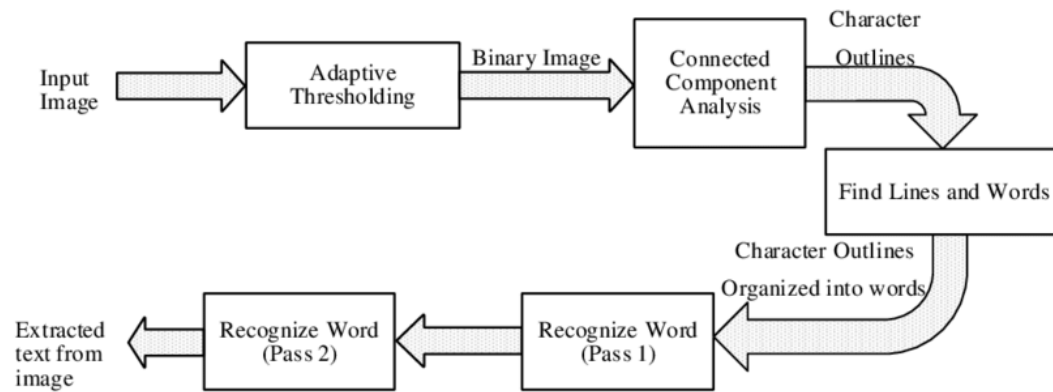 Input
Image
Adaptive
Thresholding
Binary Image
Connected
Component
Analysis
Character
Outlines
Find Lines and Words
Character Outlines
Organized into words
Recognize Word
(Pass 1)
Recognize Word
(Pass 2)
Extracted
text from
image